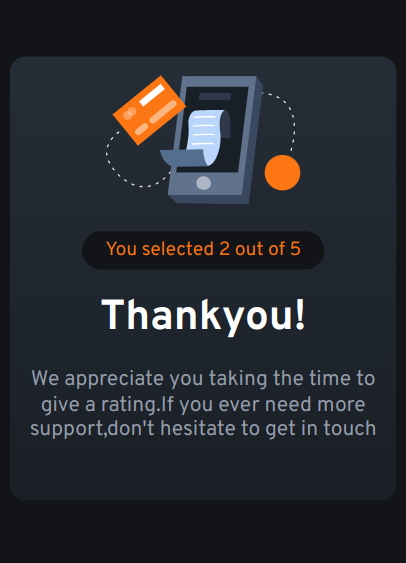 You selected 2 out of 5
Thankyou!
We appreciate you taking the time to
give a rating.If you ever need more
support,don't hesitate to get in touch